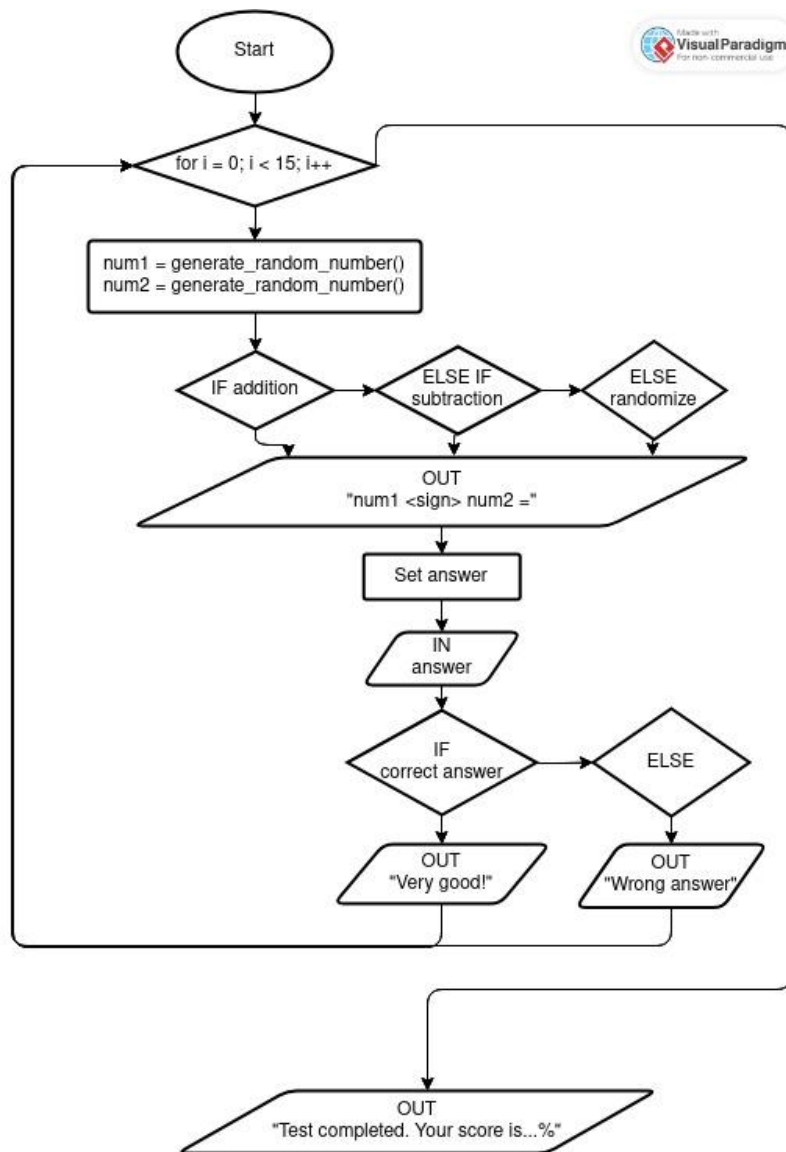 Start
Made with
Visual Paradigm
For non-commercial use
for i = 0; i < 15; i++
num1 = generate_random_number()
num2 = generate_random_number()
IF addition
ELSE IF
subtraction
ELSE
randomize
OUT
"num1 <sign> num2 ="
Set answer
IN
answer
IF
correct answer
ELSE
OUT
"Very good!"
OUT
"Wrong answer"
OUT
"Test completed. Your score is...%"